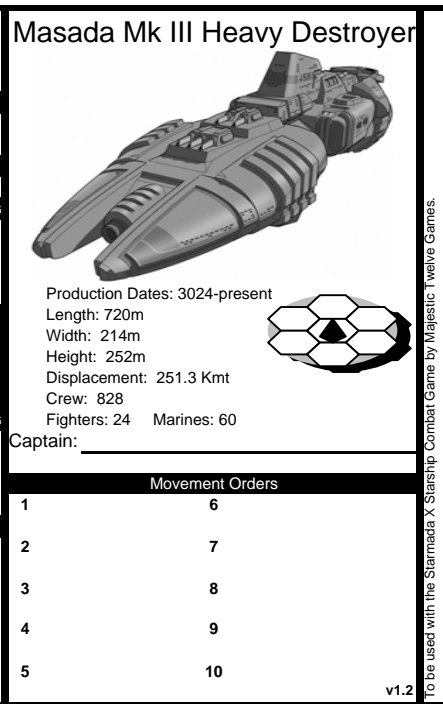 Masada Mk III Heavy Destroyer
Production Dates: 3024-present
Length: 720m
Width: 214m
Height: 252m
Displacement: 251.3 Kmt
Crew: 828
Fighters: 24 Marines: 60
Captain:
Movement Orders
1 6
2 7
3 8
4 9
5 10
v1.2
To be used with the Starmada X Starship Combat Game by Majestic Twelve Games.